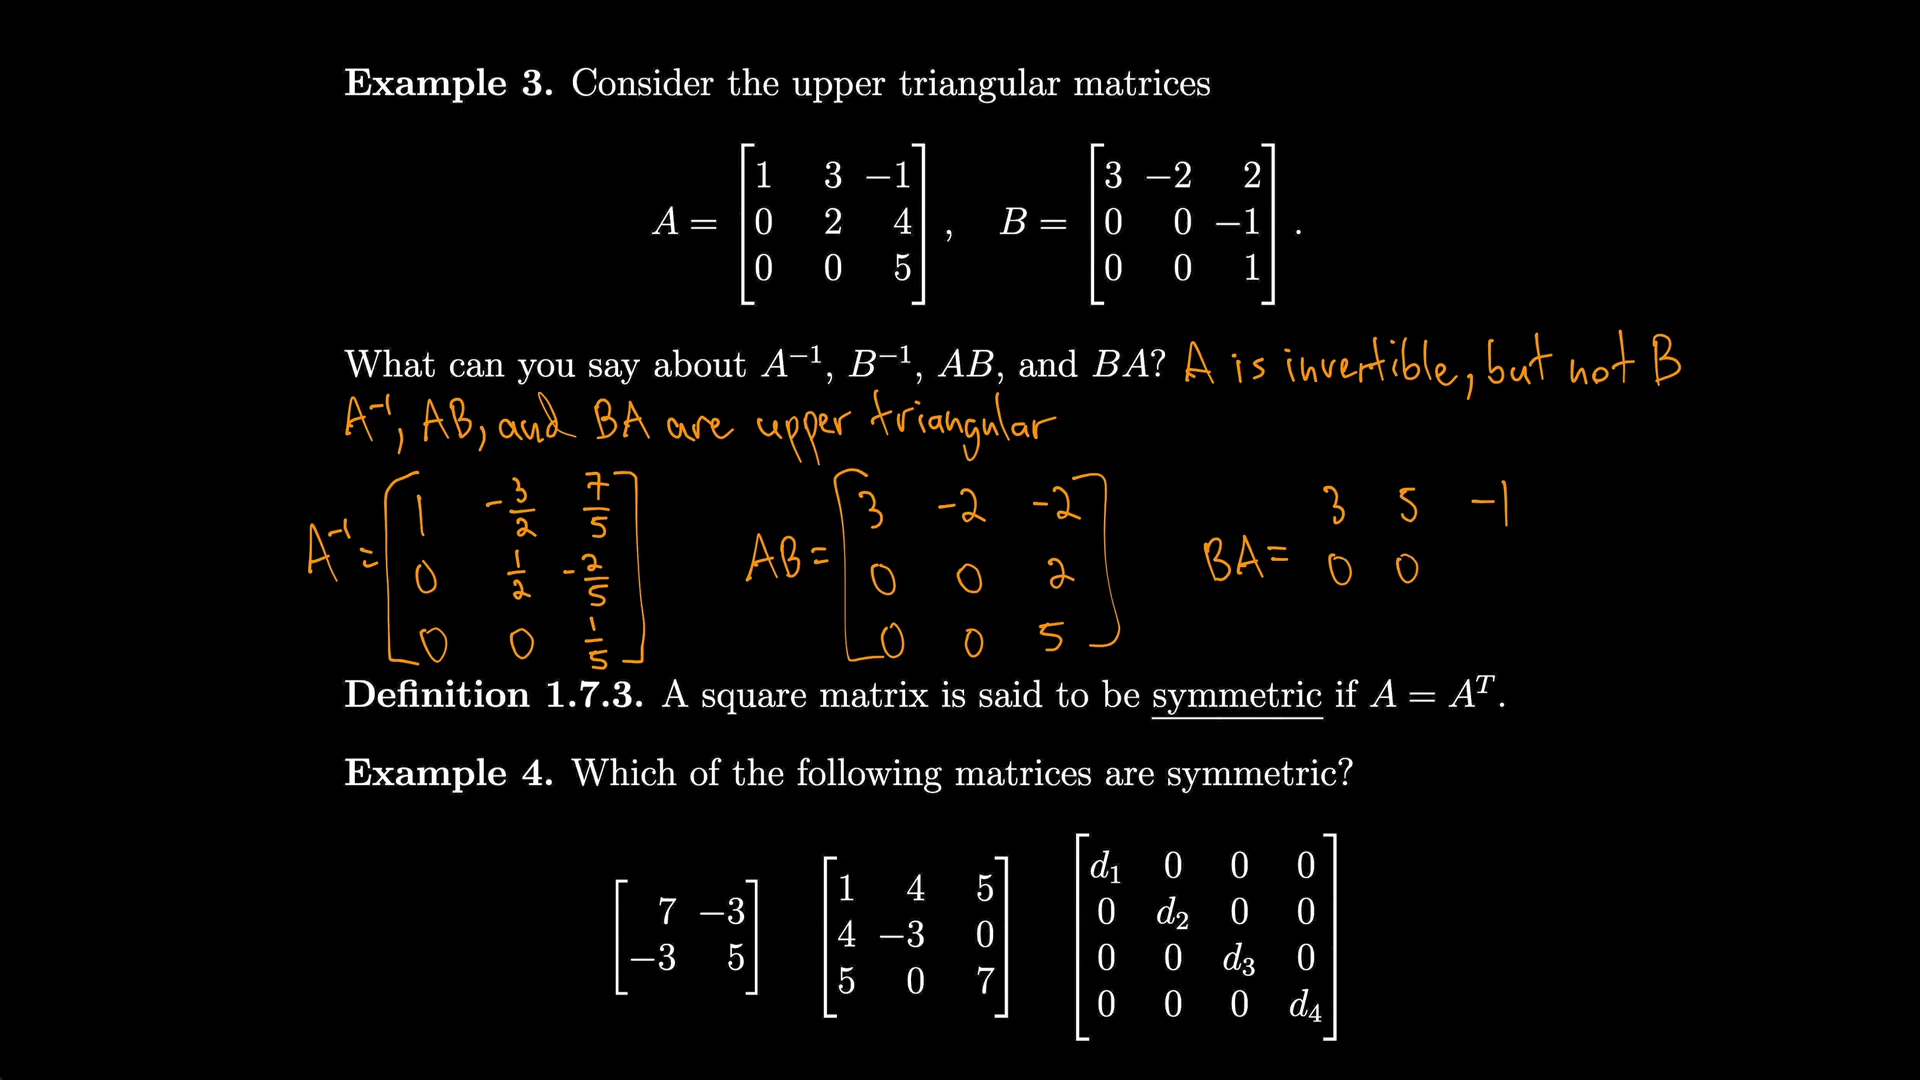 Example 3. Consider the upper triangular matrices
A = [1 3 −1; 0 2 4; 0 0 5], B = [3 −2 2; 0 0 −1; 0 0 1].
What can you say about A⁻¹, B⁻¹, AB, and BA? A is invertible, but not B
A⁻¹, AB, and BA are upper triangular
A⁻¹ = [1 -3/2 7/5; 0 1/2 -2/5; 0 0 1/5] AB = [3 -2 -2; 0 0 2; 0 0 5] BA = 3 5 -1; 0 0
Definition 1.7.3. A square matrix is said to be symmetric if A = Aᵀ.
Example 4. Which of the following matrices are symmetric?
[7 −3; −3 5] [1 4 5; 4 −3 0; 5 0 7] [d₁ 0 0 0; 0 d₂ 0 0; 0 0 d₃ 0; 0 0 0 d₄]